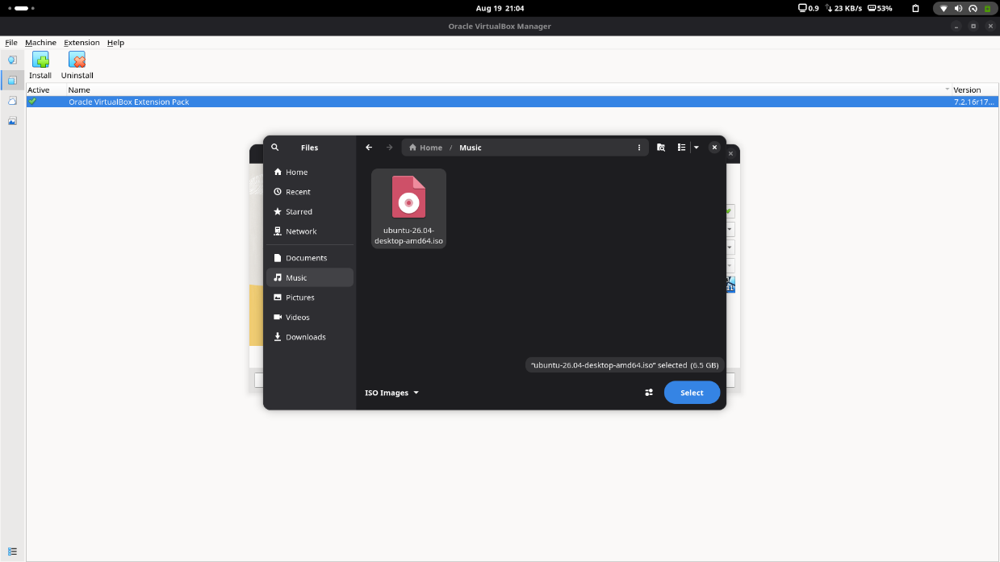 Aug 19 21:04
0.9
23 KB/s
53%
Oracle VirtualBox Manager
File Machine Extension Help
Install
Uninstall
Active
Name
Version
Oracle VirtualBox Extension Pack
7.2.16r17...
Files
Home / Music
Home
Recent
Starred
Network
Documents
Music
Pictures
Videos
Downloads
ubuntu-26.04-
desktop-amd64.iso
"ubuntu-26.04-desktop-amd64.iso" selected (6.5 GB)
ISO Images
Select